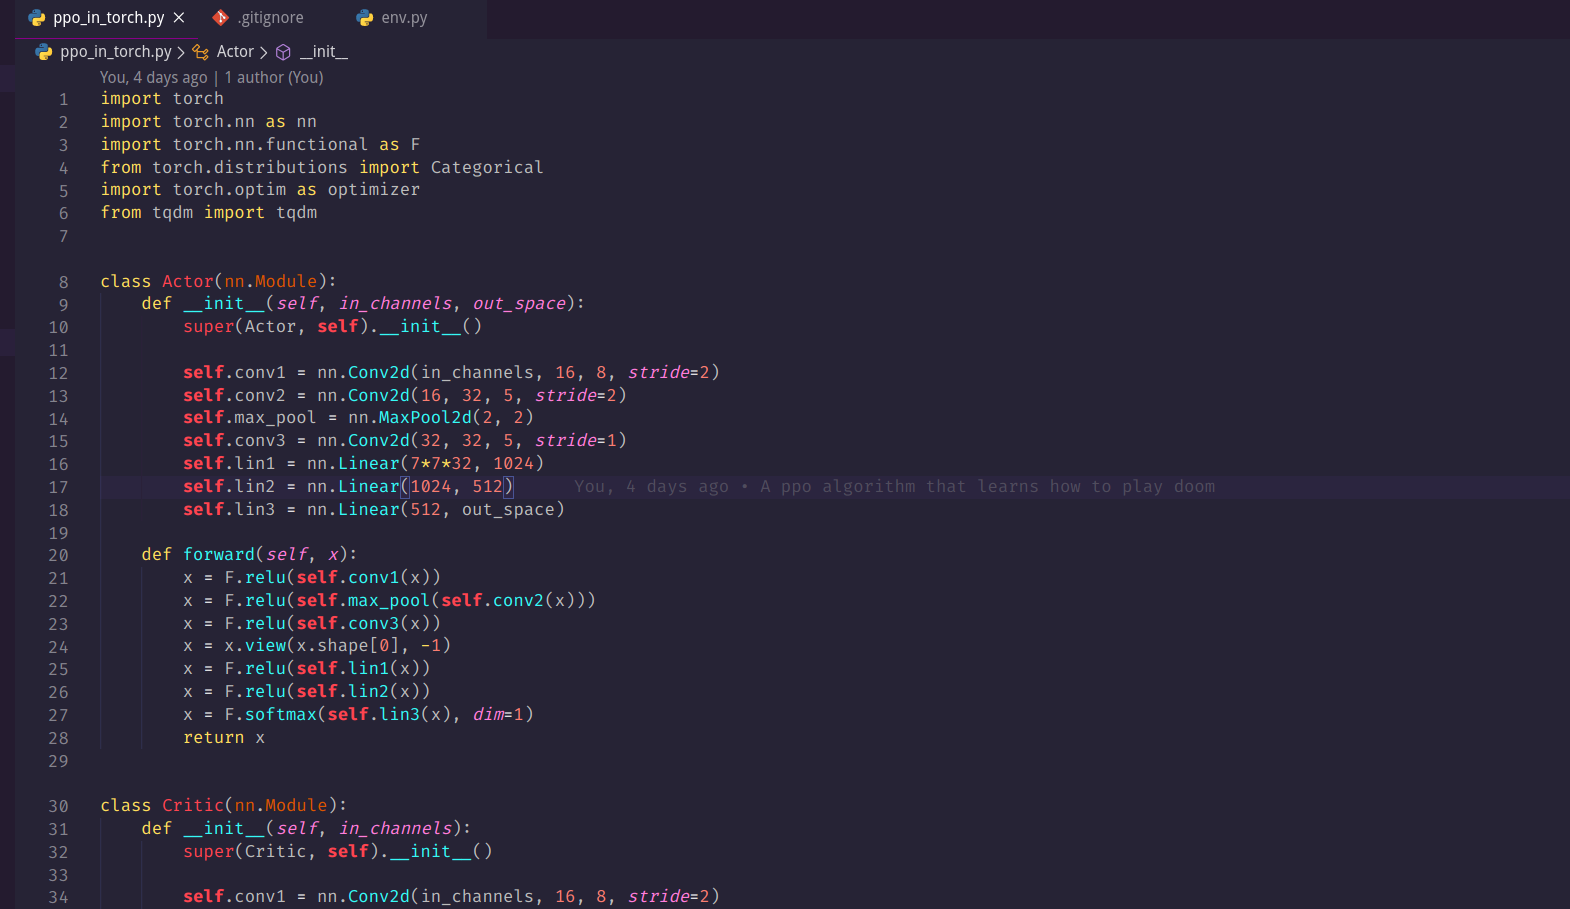 ppo_in_torch.py × .gitignore env.py
ppo_in_torch.py > Actor > __init__
You, 4 days ago | 1 author (You)
1 import torch
2 import torch.nn as nn
3 import torch.nn.functional as F
4 from torch.distributions import Categorical
5 import torch.optim as optimizer
6 from tqdm import tqdm
7
8 class Actor(nn.Module):
9     def __init__(self, in_channels, out_space):
10         super(Actor, self).__init__()
11
12         self.conv1 = nn.Conv2d(in_channels, 16, 8, stride=2)
13         self.conv2 = nn.Conv2d(16, 32, 5, stride=2)
14         self.max_pool = nn.MaxPool2d(2, 2)
15         self.conv3 = nn.Conv2d(32, 32, 5, stride=1)
16         self.lin1 = nn.Linear(7*7*32, 1024)
17         self.lin2 = nn.Linear(1024, 512)     You, 4 days ago • A ppo algorithm that learns how to play doom
18         self.lin3 = nn.Linear(512, out_space)
19
20     def forward(self, x):
21         x = F.relu(self.conv1(x))
22         x = F.relu(self.max_pool(self.conv2(x)))
23         x = F.relu(self.conv3(x))
24         x = x.view(x.shape[0], -1)
25         x = F.relu(self.lin1(x))
26         x = F.relu(self.lin2(x))
27         x = F.softmax(self.lin3(x), dim=1)
28         return x
29
30 class Critic(nn.Module):
31     def __init__(self, in_channels):
32         super(Critic, self).__init__()
33
34         self.conv1 = nn.Conv2d(in_channels, 16, 8, stride=2)